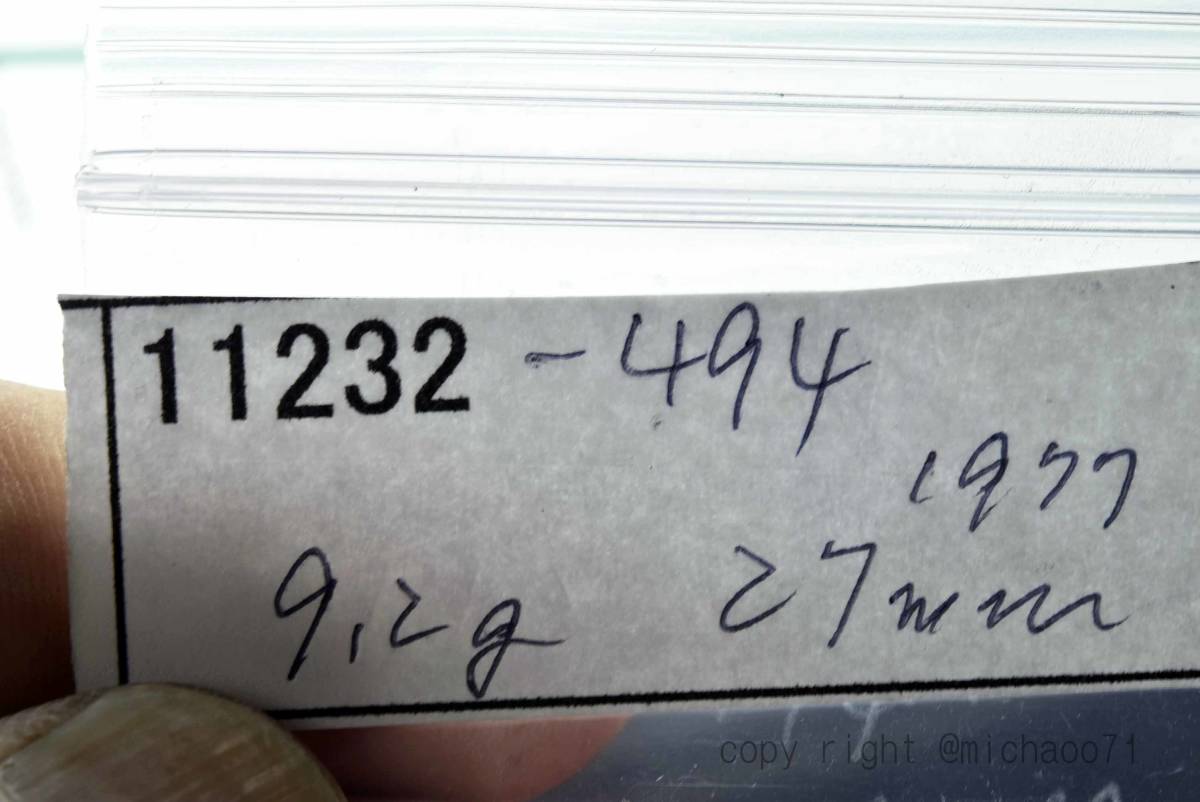 11232 - 494
1977
9.2g 27mm
copy right @michaoo71